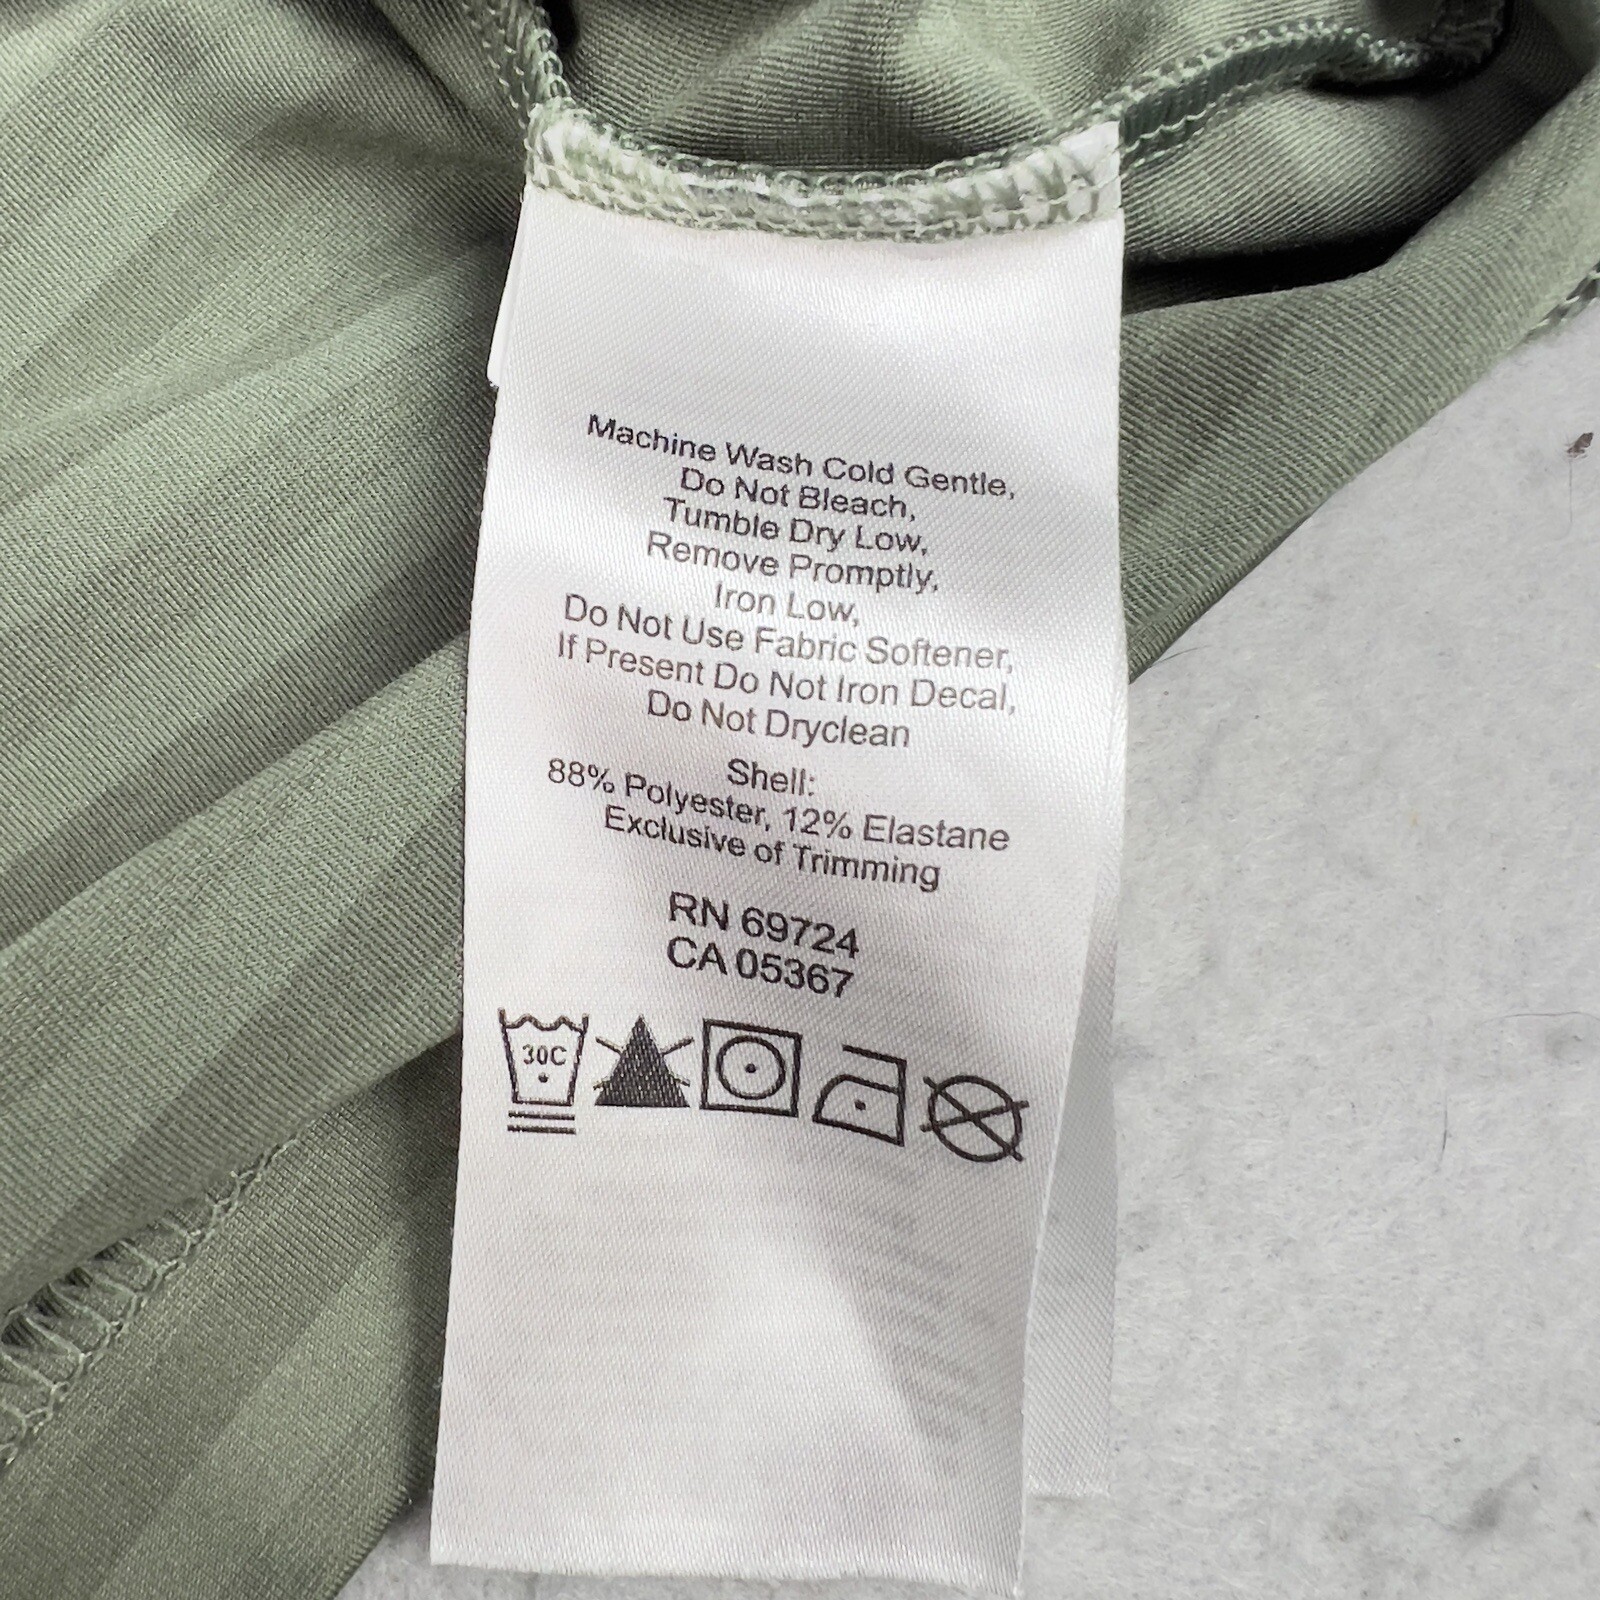 Machine Wash Cold Gentle,
Do Not Bleach,
Tumble Dry Low,
Remove Promptly,
Iron Low,
Do Not Use Fabric Softener,
If Present Do Not Iron Decal,
Do Not Dryclean
Shell:
88% Polyester, 12% Elastane
Exclusive of Trimming
RN 69724
CA 05367
30C